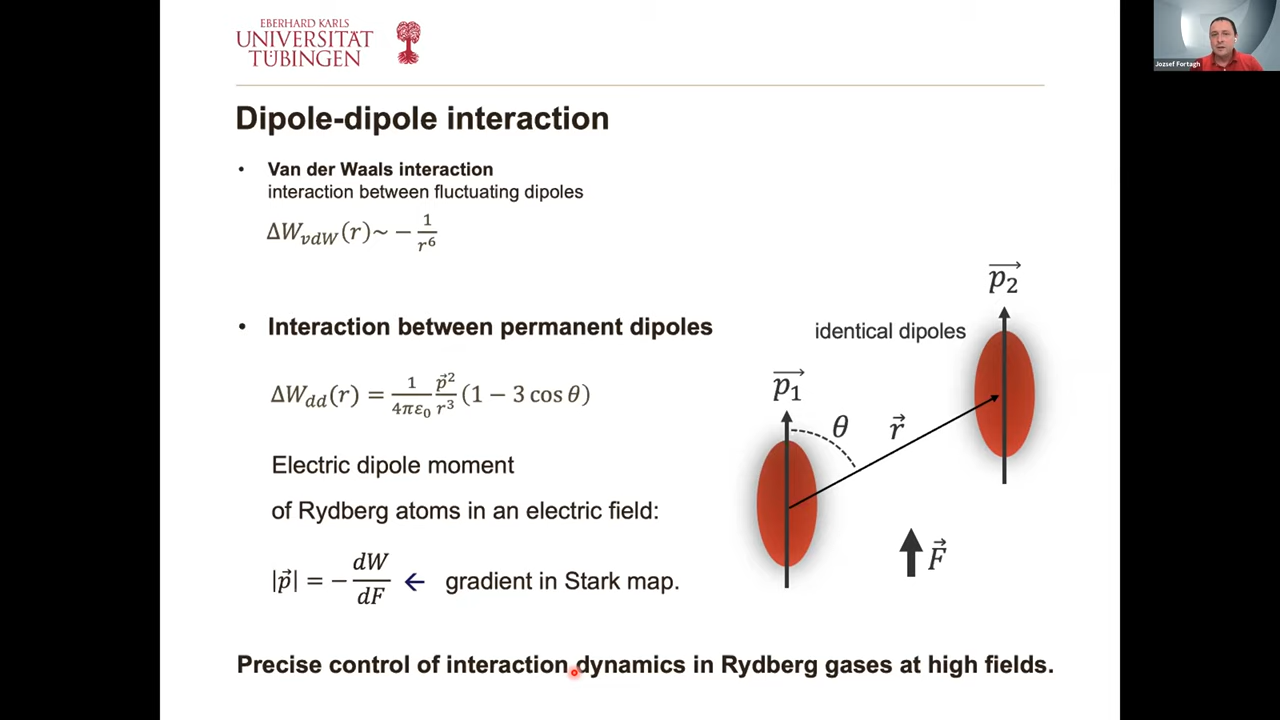 EBERHARD KARLS
UNIVERSITÄT
TÜBINGEN
Jozsef Fortagh
Dipole-dipole interaction
• Van der Waals interaction
interaction between fluctuating dipoles
ΔW_vdW(r)~ − 1/r⁶
• Interaction between permanent dipoles
ΔW_dd(r) = 1/(4πε₀) p⃗²/r³ (1 − 3 cos θ)
Electric dipole moment
of Rydberg atoms in an electric field:
|p⃗| = − dW/dF ← gradient in Stark map.
identical dipoles
p₂⃗
p₁⃗
θ
r⃗
F⃗
Precise control of interaction dynamics in Rydberg gases at high fields.